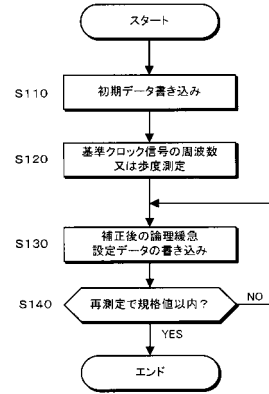 スタート
S110
初期データ書き込み
S120
基準クロック信号の周波数
又は歩度測定
S130
補正後の論理緩急
設定データの書き込み
S140
再測定で規格値以内?
NO
YES
エンド